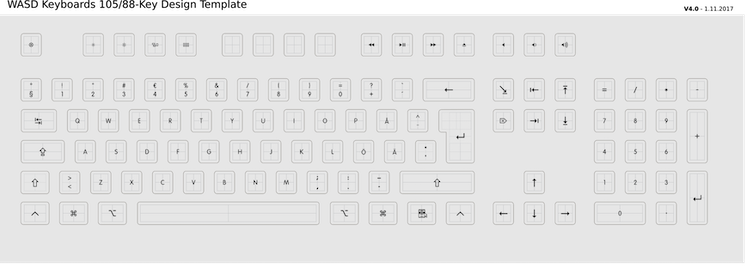 WASD Keyboards 105/88-Key Design Template
V4.0 - 1.11.2017
° ! " # € % & / ( ) = ?
§ 1 2 3 4 5 6 7 8 9 0 + = / * -
Q W E R T Y U I O P Å ^ 7 8 9 +
A S D F G H J K L Ö Ä 4 5 6
> Z X C V B N M ; : 1 2 3
<
0